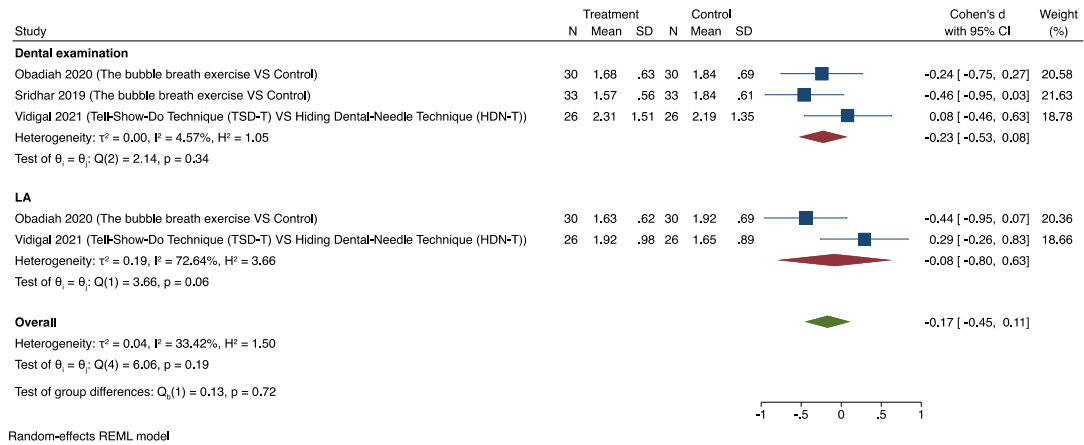 Treatment Control Cohen's d Weight
Study N Mean SD N Mean SD with 95% CI (%)
Dental examination
Obadiah 2020 (The bubble breath exercise VS Control) 30 1.68 .63 30 1.84 .69 -0.24 [ -0.75, 0.27] 20.58
Sridhar 2019 (The bubble breath exercise VS Control) 33 1.57 .56 33 1.84 .61 -0.46 [ -0.95, 0.03] 21.63
Vidigal 2021 (Tell-Show-Do Technique (TSD-T) VS Hiding Dental-Needle Technique (HDN-T)) 26 2.31 1.51 26 2.19 1.35 0.08 [ -0.46, 0.63] 18.78
Heterogeneity: τ² = 0.00, I² = 4.57%, H² = 1.05 -0.23 [ -0.53, 0.08]
Test of θᵢ = θⱼ: Q(2) = 2.14, p = 0.34
LA
Obadiah 2020 (The bubble breath exercise VS Control) 30 1.63 .62 30 1.92 .69 -0.44 [ -0.95, 0.07] 20.36
Vidigal 2021 (Tell-Show-Do Technique (TSD-T) VS Hiding Dental-Needle Technique (HDN-T)) 26 1.92 .98 26 1.65 .89 0.29 [ -0.26, 0.83] 18.66
Heterogeneity: τ² = 0.19, I² = 72.64%, H² = 3.66 -0.08 [ -0.80, 0.63]
Test of θᵢ = θⱼ: Q(1) = 3.66, p = 0.06
Overall -0.17 [ -0.45, 0.11]
Heterogeneity: τ² = 0.04, I² = 33.42%, H² = 1.50
Test of θᵢ = θⱼ: Q(4) = 6.06, p = 0.19
Test of group differences: Q_b(1) = 0.13, p = 0.72
-1 -.5 0 .5 1
Random-effects REML model